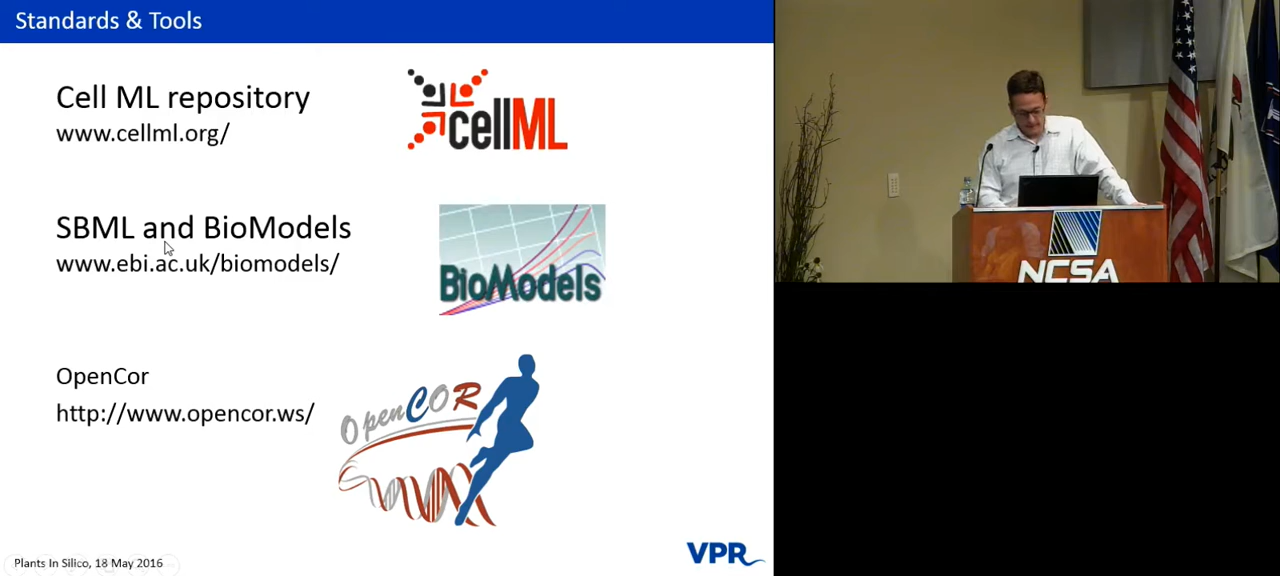 Standards & Tools
Cell ML repository
www.cellml.org/
cellML
SBML and BioModels
www.ebi.ac.uk/biomodels/
BioModels
OpenCor
http://www.opencor.ws/
OpenCOR
Plants In Silico, 18 May 2016
VPR
NCSA